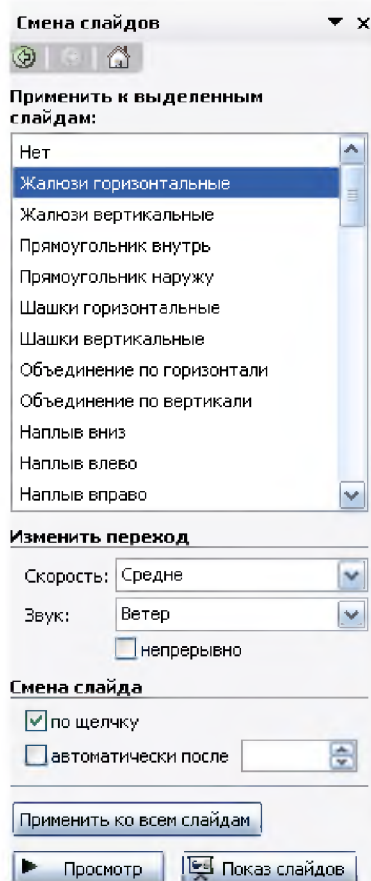 Смена слайдов
Применить к выделенным
слайдам:
Нет
Жалюзи горизонтальные
Жалюзи вертикальные
Прямоугольник внутрь
Прямоугольник наружу
Шашки горизонтальные
Шашки вертикальные
Объединение по горизонтали
Объединение по вертикали
Наплыв вниз
Наплыв влево
Наплыв вправо
Изменить переход
Скорость: Средне
Звук: Ветер
непрерывно
Смена слайда
по щелчку
автоматически после
Применить ко всем слайдам
Просмотр Показ слайдов